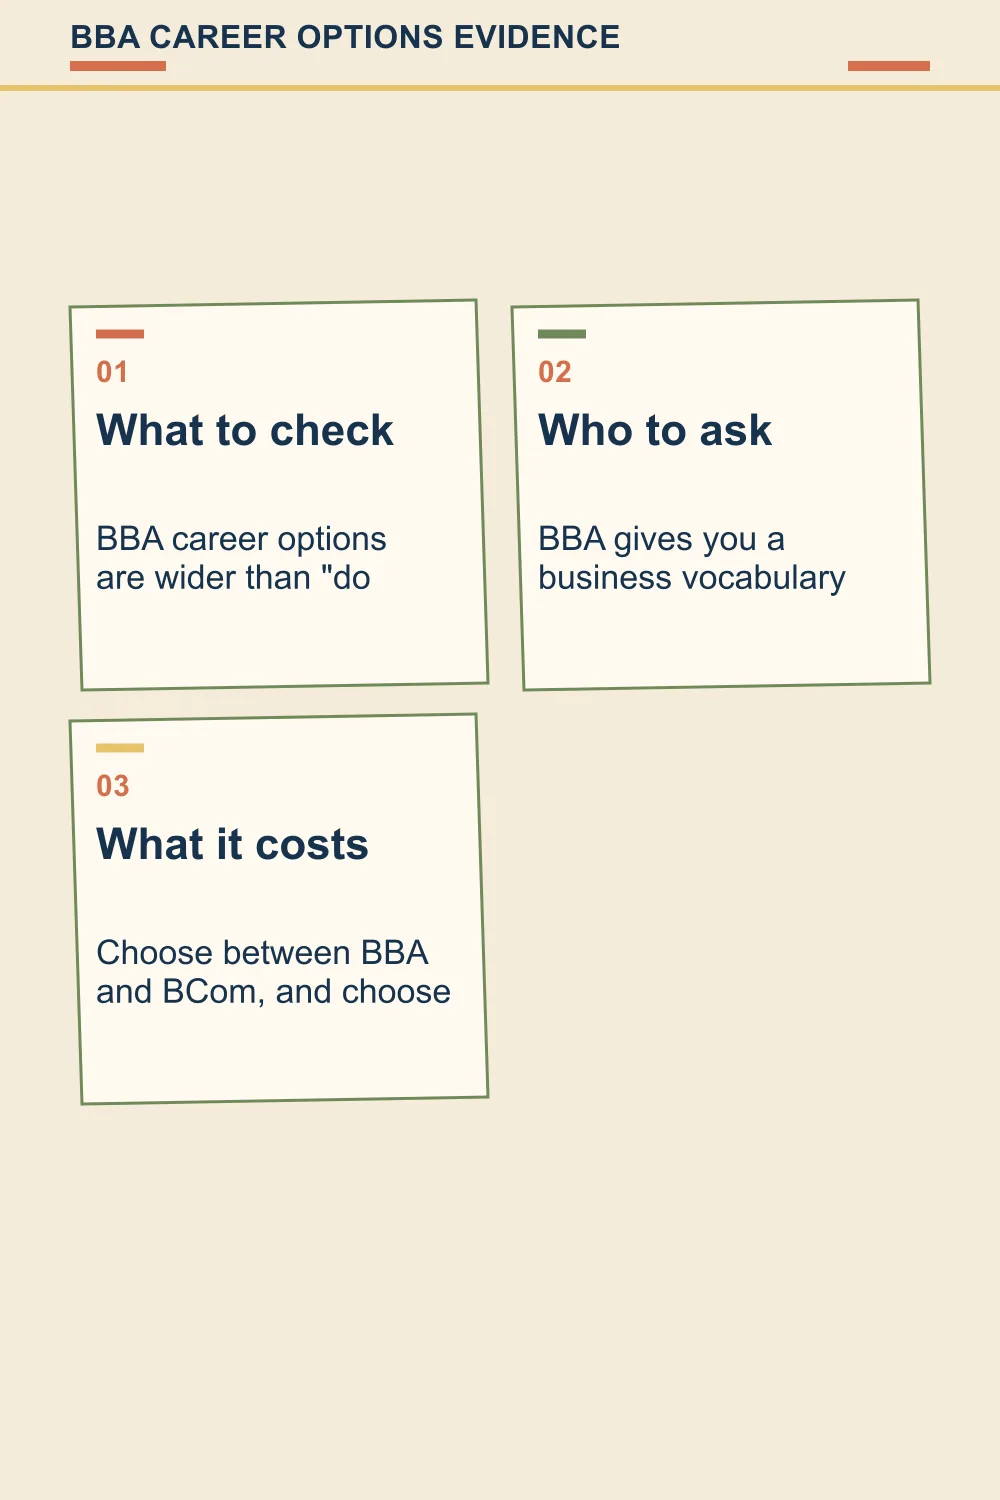 BBA CAREER OPTIONS EVIDENCE
01
What to check
BBA career options
are wider than "do
02
Who to ask
BBA gives you a
business vocabulary
03
What it costs
Choose between BBA
and BCom, and choose